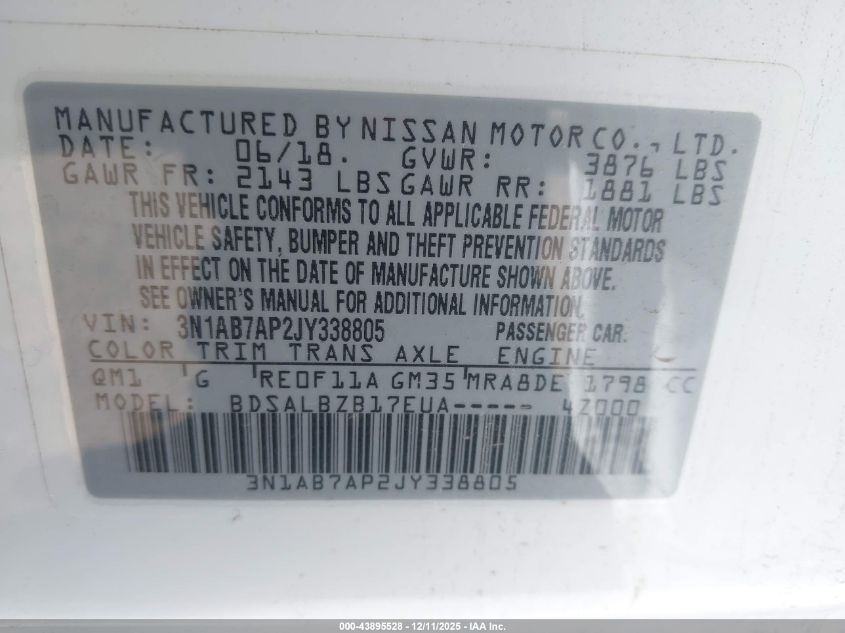 MANUFACTURED BY NISSAN MOTOR CO., LTD.
DATE: 06/18. GVWR: 3876 LBS
GAWR FR: 2143 LBS GAWR RR: 1881 LBS
THIS VEHICLE CONFORMS TO ALL APPLICABLE FEDERAL MOTOR
VEHICLE SAFETY, BUMPER AND THEFT PREVENTION STANDARDS
IN EFFECT ON THE DATE OF MANUFACTURE SHOWN ABOVE.
SEE OWNER'S MANUAL FOR ADDITIONAL INFORMATION.
VIN: 3N1AB7AP2JY338805 PASSENGER CAR.
COLOR TRIM TRANS AXLE ENGINE
QM1 G RE0F11A GM35 MRA8DE 1798 CC
MODEL: BDSALBZB17EUA----- 4Z000
3N1AB7AP2JY338805
000-43895528 - 12/11/2025 - IAA Inc.